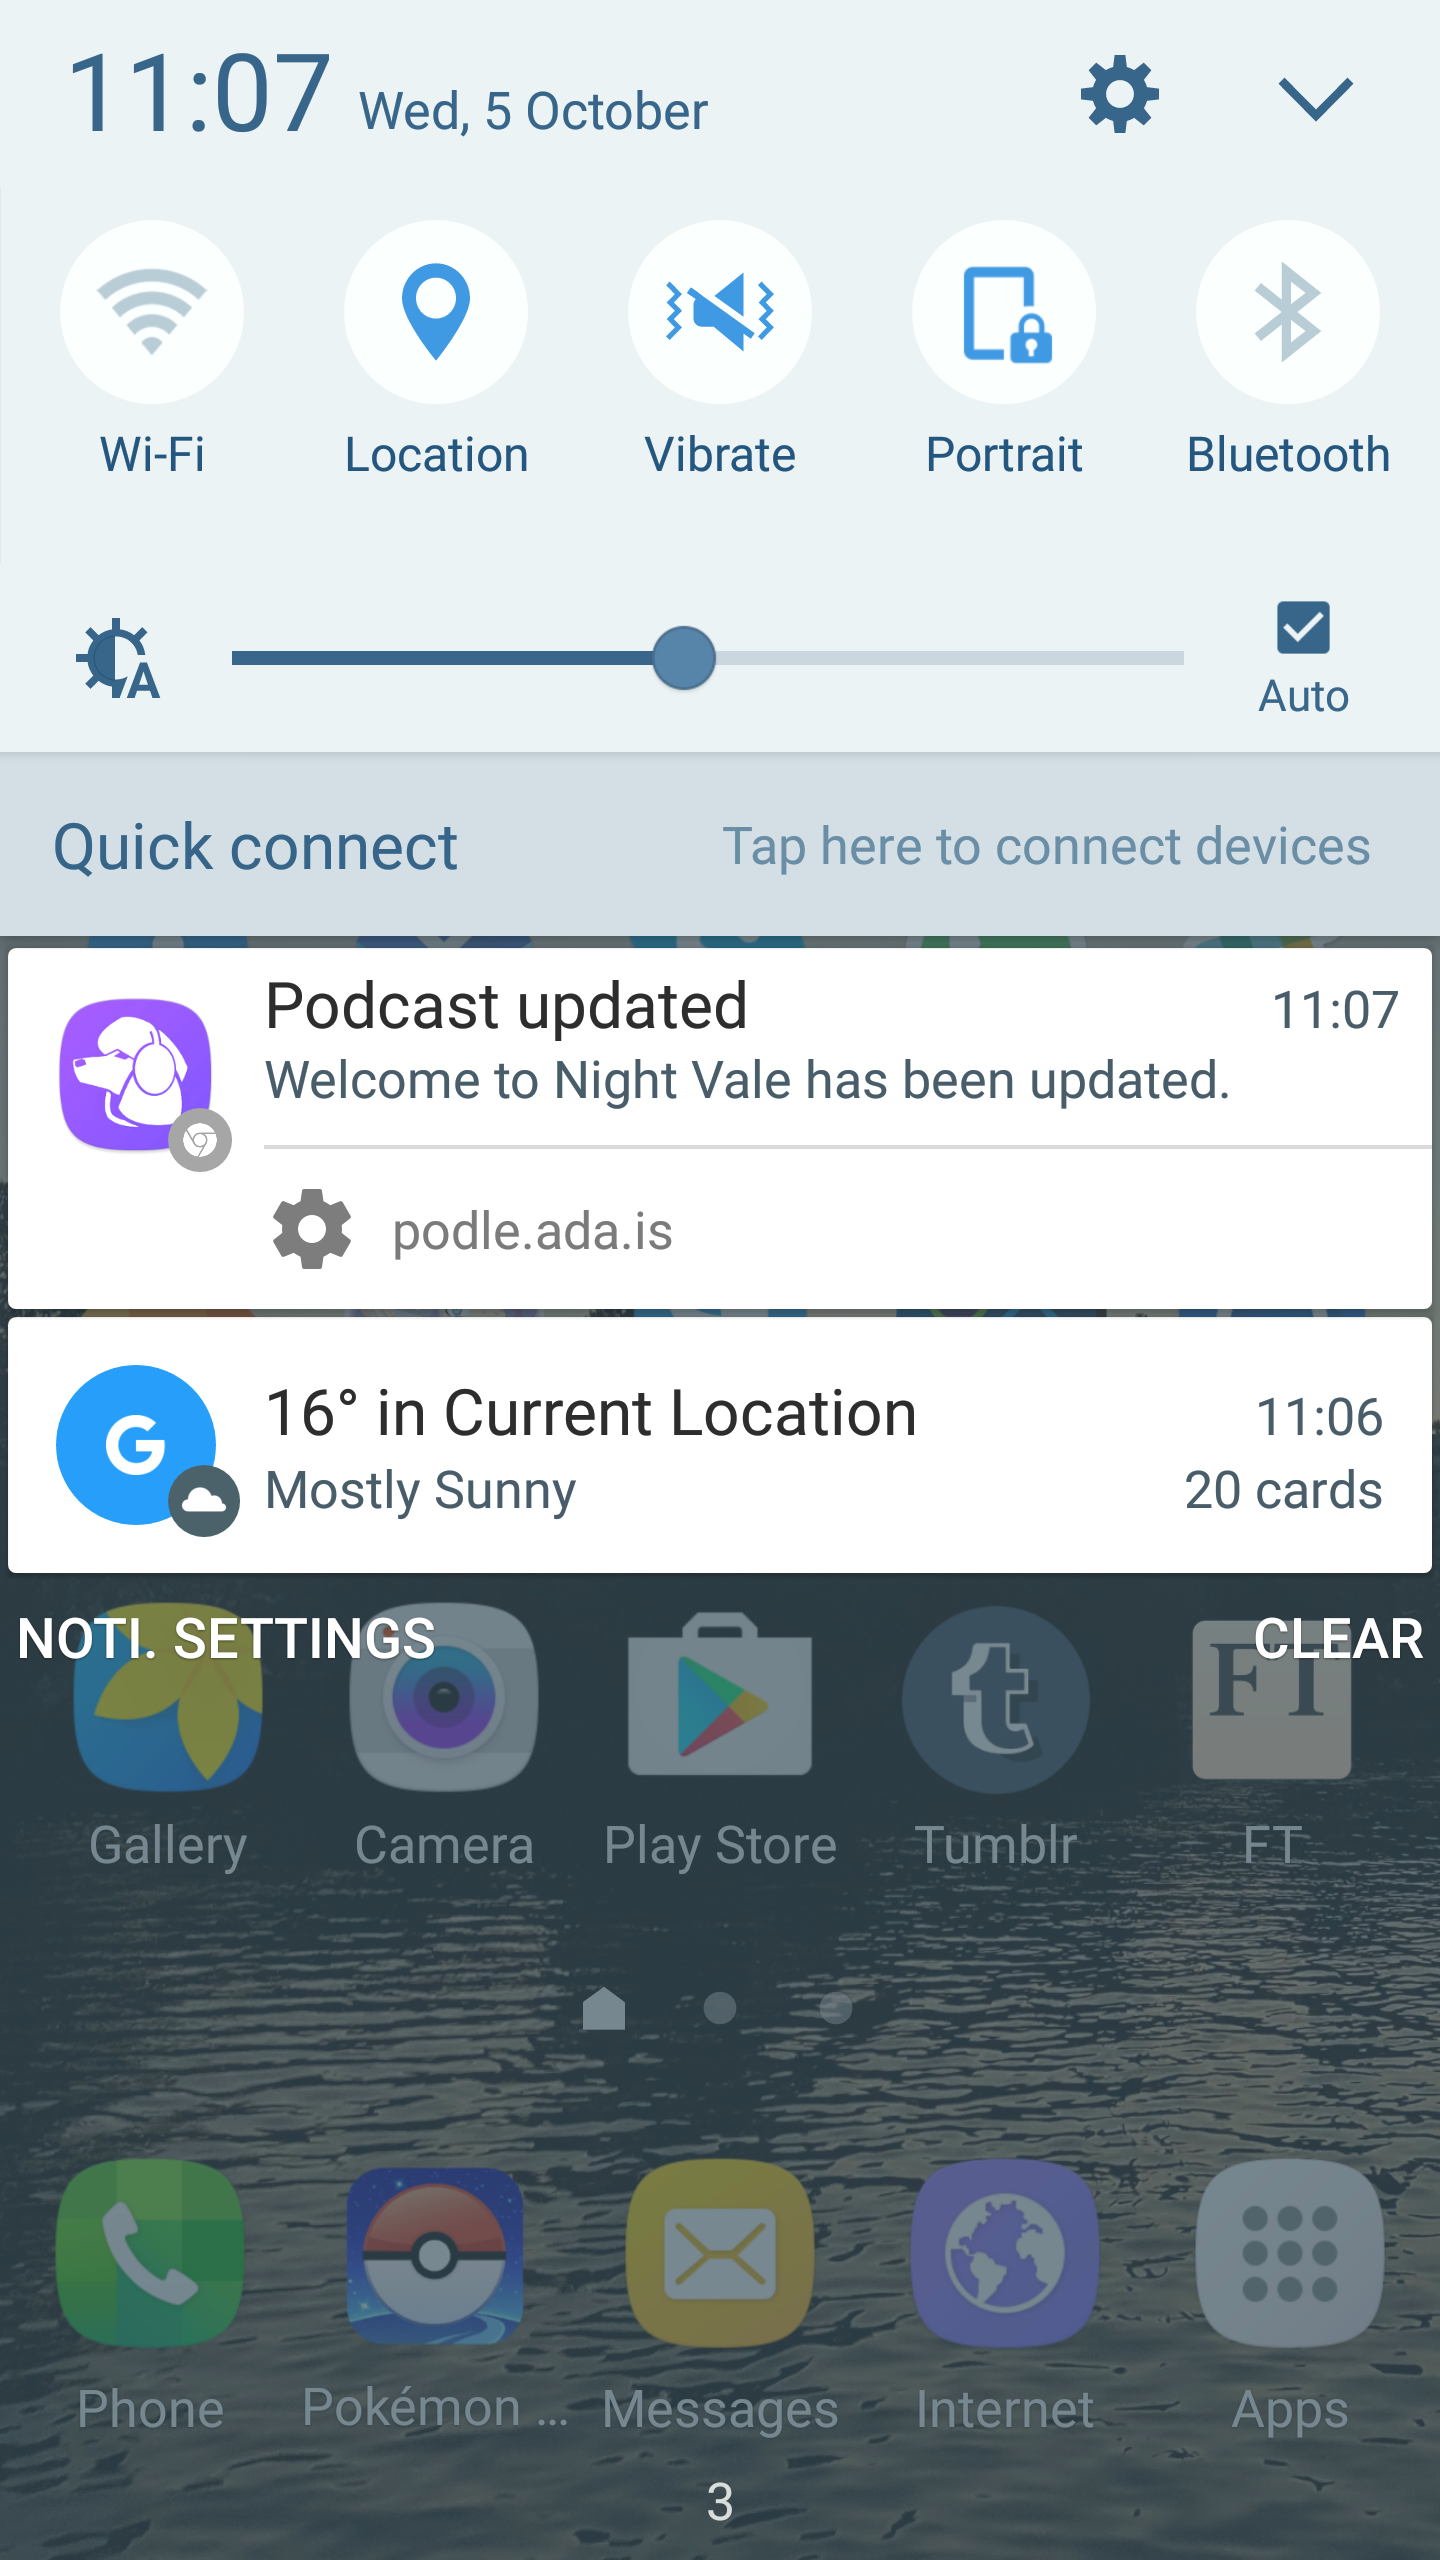 11:07 Wed, 5 October
Wi-Fi Location Vibrate Portrait Bluetooth
A
Auto
Quick connect Tap here to connect devices
Podcast updated 11:07
Welcome to Night Vale has been updated.
podle.ada.is
G
16° in Current Location 11:06
Mostly Sunny 20 cards
NOTI. SETTINGS CLEAR
t FT
Gallery Camera Play Store Tumblr FT
Phone Pokémon ... Messages Internet Apps
3